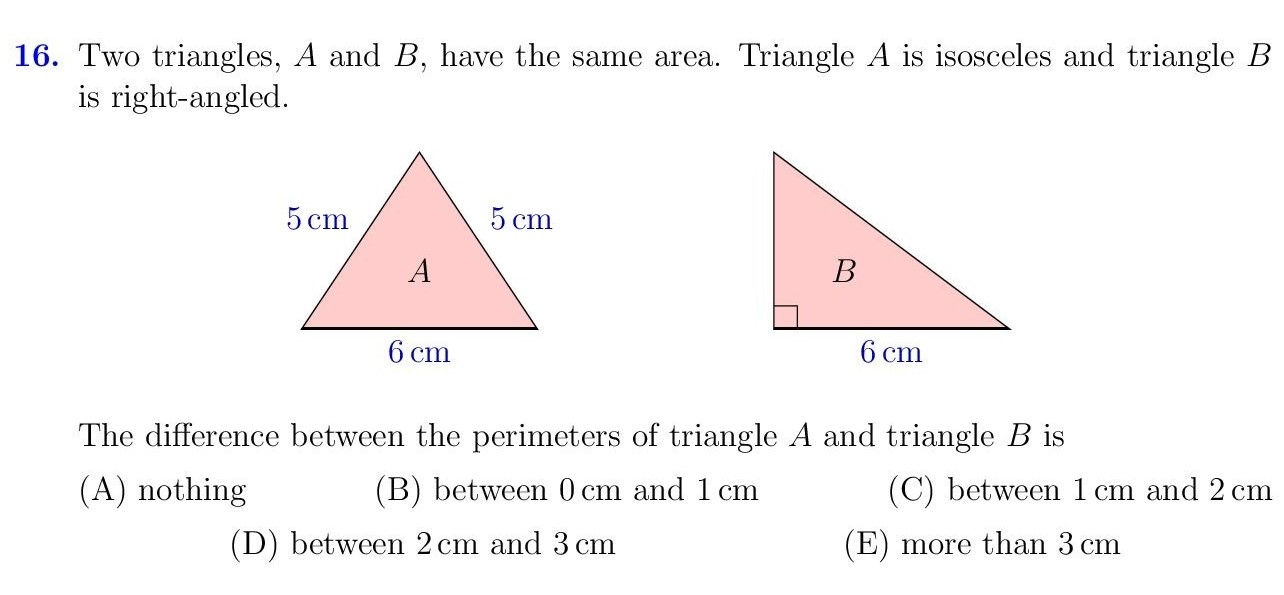 16. Two triangles, A and B, have the same area. Triangle A is isosceles and triangle B
is right-angled.
5 cm 5 cm
A B
6 cm 6 cm
The difference between the perimeters of triangle A and triangle B is
(A) nothing (B) between 0 cm and 1 cm (C) between 1 cm and 2 cm
(D) between 2 cm and 3 cm (E) more than 3 cm